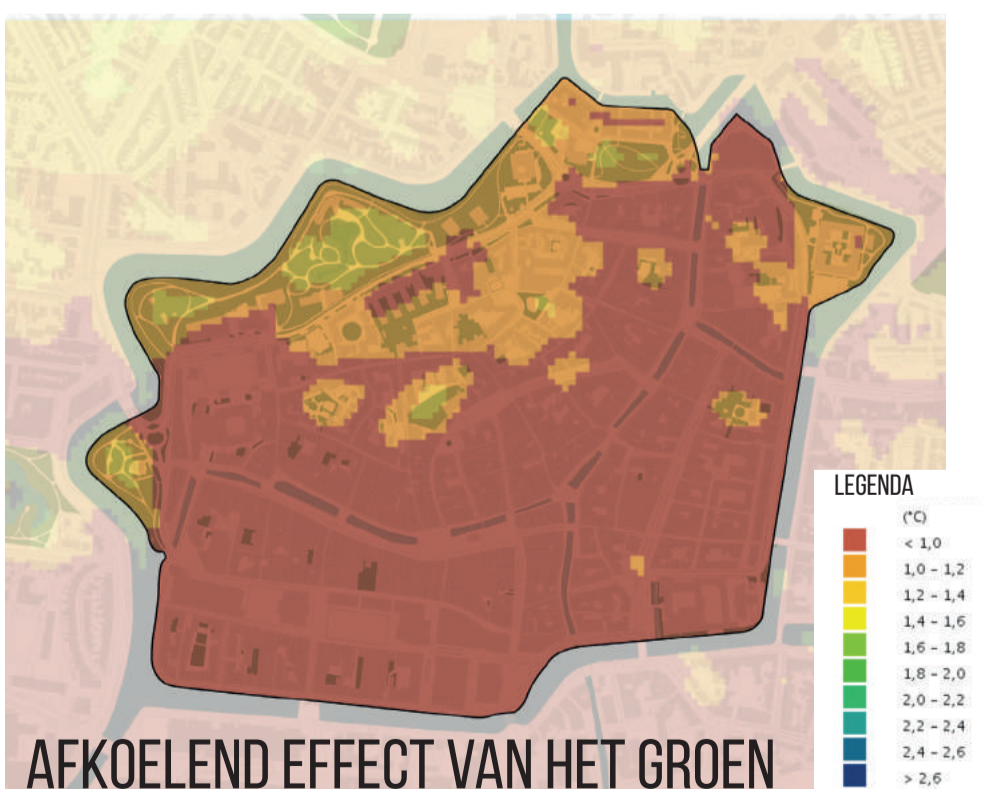 LEGENDA
(°C)
< 1,0
1,0 – 1,2
1,2 – 1,4
1,4 – 1,6
1,6 – 1,8
1,8 – 2,0
2,0 – 2,2
2,2 – 2,4
2,4 – 2,6
> 2,6
AFKOELEND EFFECT VAN HET GROEN